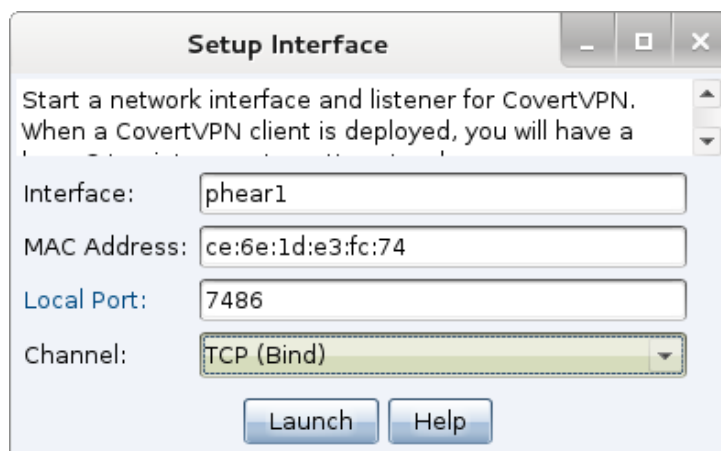 Setup Interface
Start a network interface and listener for CovertVPN.
When a CovertVPN client is deployed, you will have a
Interface: phear1
MAC Address: ce:6e:1d:e3:fc:74
Local Port: 7486
Channel: TCP (Bind)
Launch Help